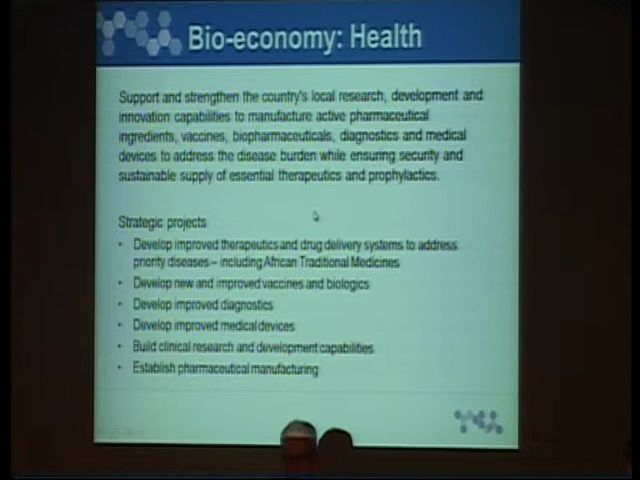 Bio-economy: Health
Support and strengthen the country's local research, development and
innovation capabilities to manufacture active pharmaceutical
ingredients, vaccines, biopharmaceuticals, diagnostics and medical
devices to address the disease burden while ensuring security and
sustainable supply of essential therapeutics and prophylactics.
Strategic projects
• Develop improved therapeutics and drug delivery systems to address
priority diseases – including African Traditional Medicines
• Develop new and improved vaccines and biologics
• Develop improved diagnostics
• Develop improved medical devices
• Build clinical research and development capabilities
• Establish pharmaceutical manufacturing